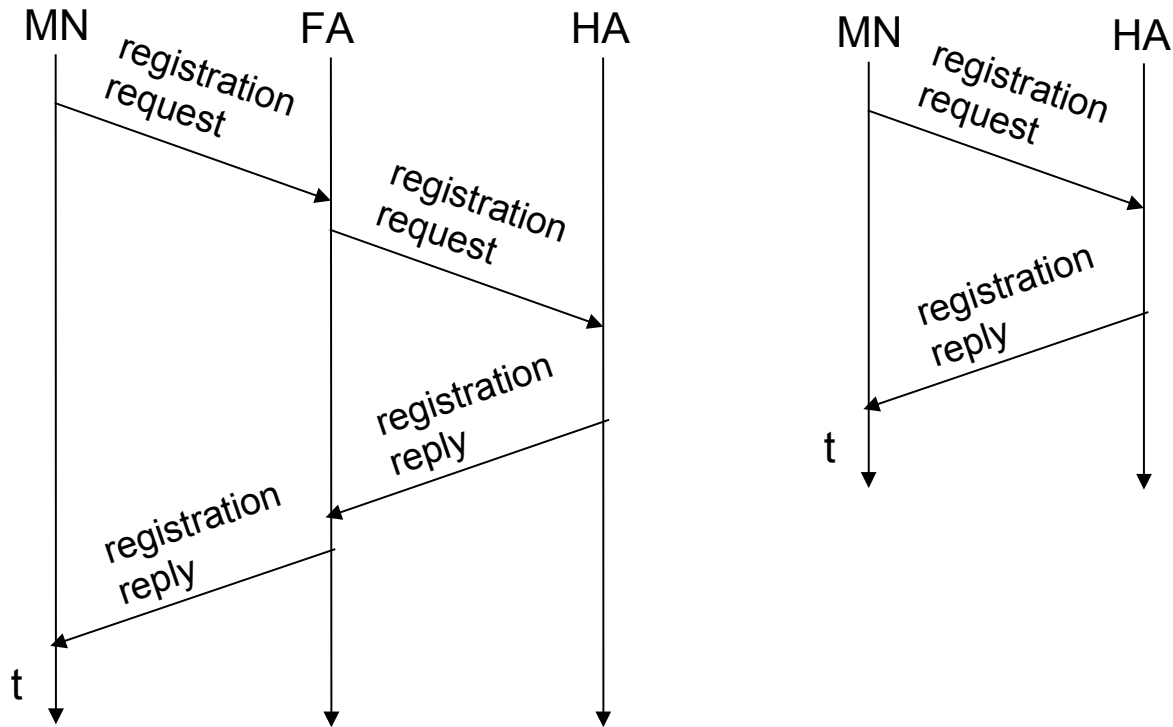 MN
FA
HA
registration
request
registration
request
registration
reply
registration
reply
t
MN
HA
registration
request
registration
reply
t